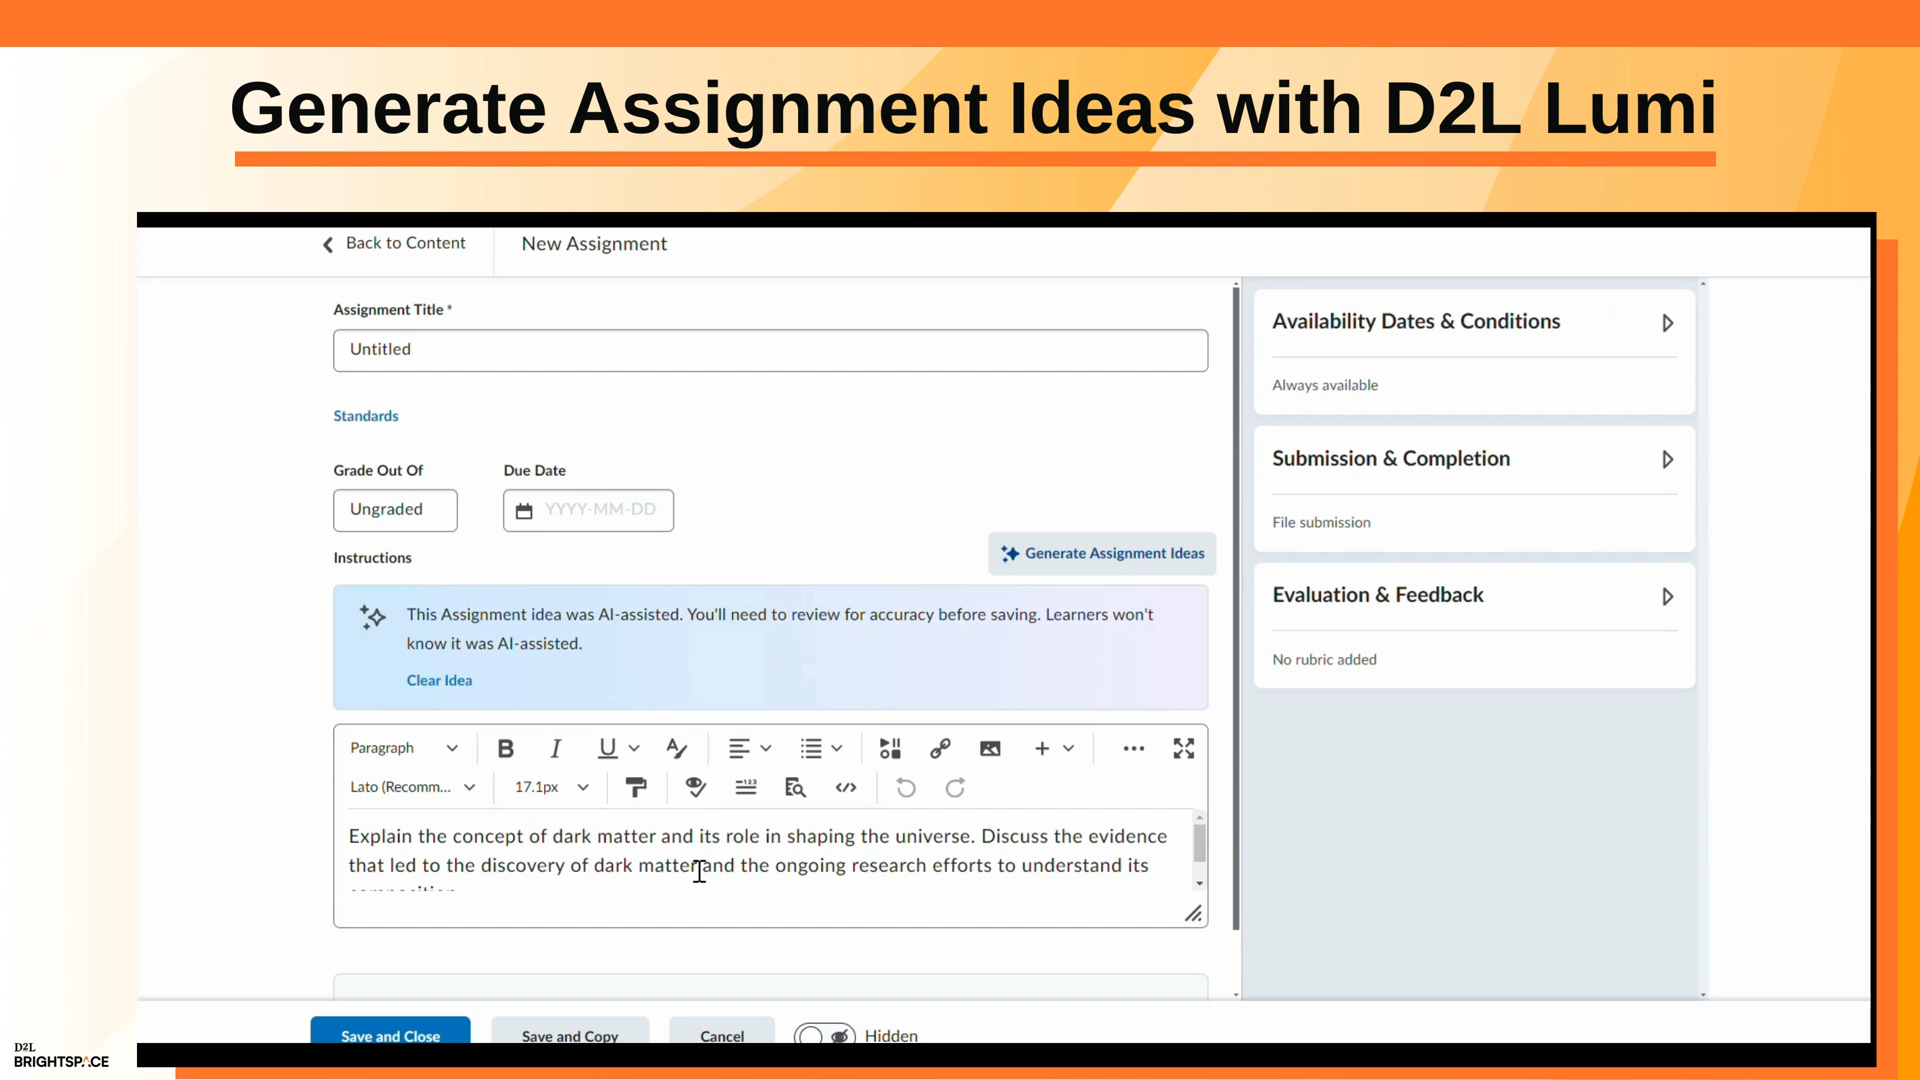 Generate Assignment Ideas with D2L Lumi
Back to Content
New Assignment
Assignment Title *
Untitled
Standards
Grade Out Of
Due Date
Ungraded
YYYY-MM-DD
Instructions
Generate Assignment Ideas
This Assignment idea was AI-assisted. You'll need to review for accuracy before saving. Learners won't
know it was AI-assisted.
Clear Idea
Paragraph
Lato (Recomm...
17.1px
Explain the concept of dark matter and its role in shaping the universe. Discuss the evidence
that led to the discovery of dark matter and the ongoing research efforts to understand its
Availability Dates & Conditions
Always available
Submission & Completion
File submission
Evaluation & Feedback
No rubric added
Save and Close
Save and Copy
Cancel
Hidden
D2L
BRIGHTSPACE